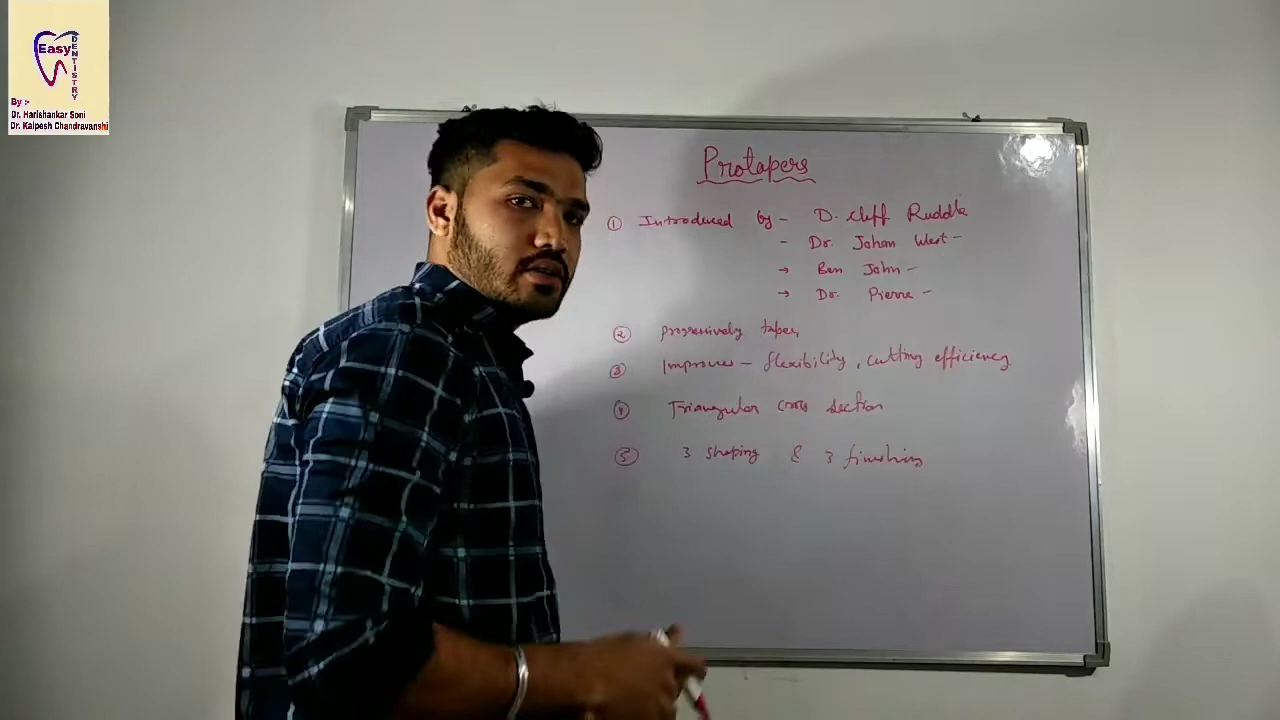 Easy
DENTISTRY
By :-
Dr. Harishankar Soni
Dr. Kalpesh Chandravanshi
Protapers
① Introduced by - D. Cliff Ruddle
- Dr. Johan West -
→ Ben John -
→ Dr. Pierre -
② progressively taper
③ Improves - flexibility, cutting efficiency
④ Triangular cross section
⑤ 3 shaping & 3 finishing